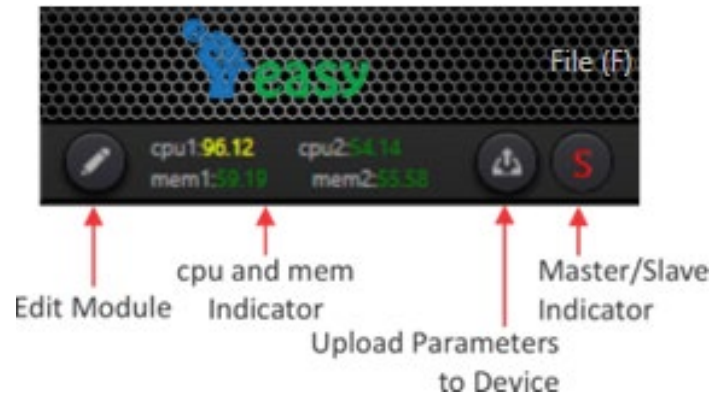 easy
File (F)
cpu1:96.12 cpu2:54.14
mem1:59.19 mem2:55.58
S
Edit Module
cpu and mem
Indicator
Upload Parameters
to Device
Master/Slave
Indicator